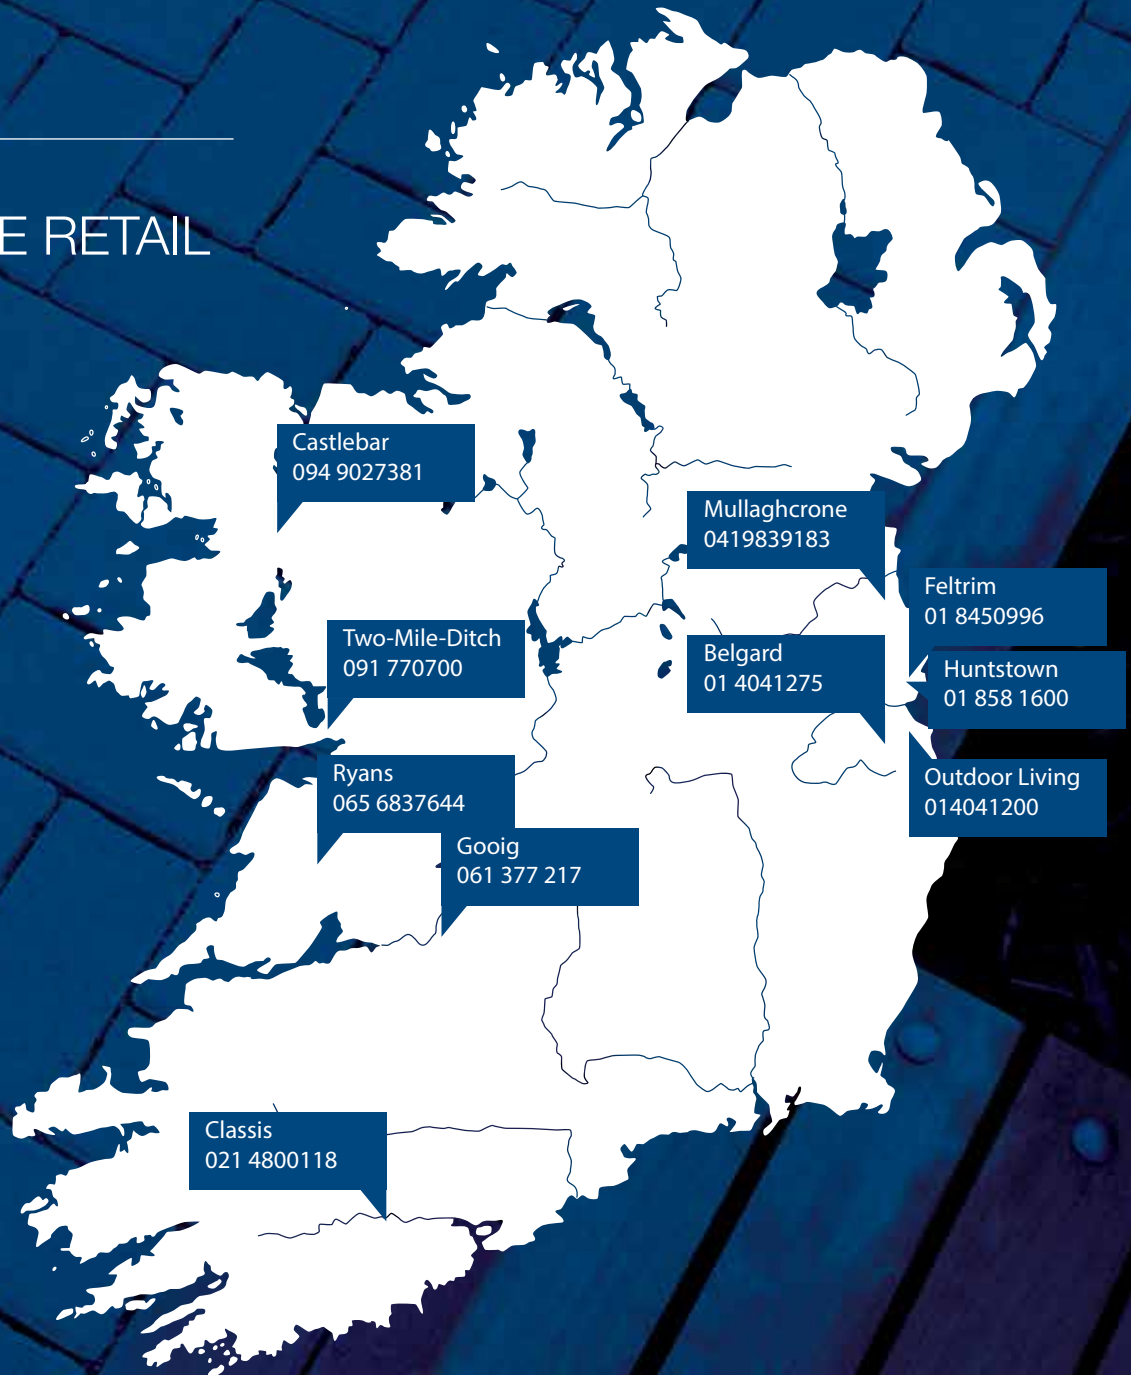 E RETAIL
Castlebar
094 9027381
Mullaghcrone
0419839183
Feltrim
01 8450996
Two-Mile-Ditch
091 770700
Belgard
01 4041275
Huntstown
01 858 1600
Ryans
065 6837644
Outdoor Living
014041200
Gooig
061 377 217
Classis
021 4800118